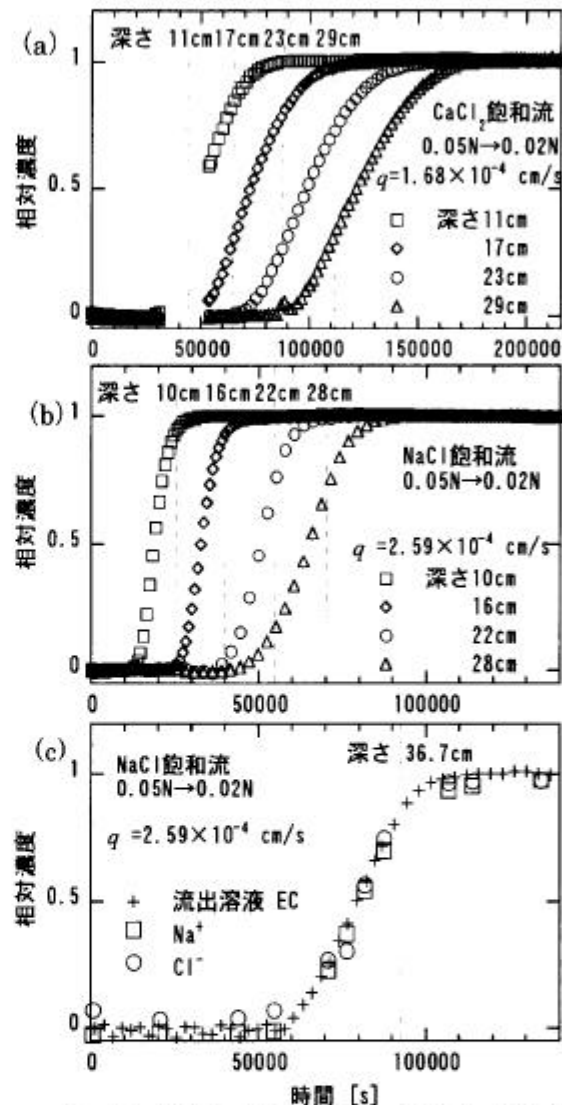 (a)
深さ 11cm 17cm 23cm 29cm
1
CaCl₂飽和流
0.05N→0.02N
q=1.68×10⁻⁴ cm/s
0.5
相対濃度
□ 深さ11cm
◇ 17cm
○ 23cm
△ 29cm
0
0 50000 100000 150000 200000
(b)
深さ 10cm 16cm 22cm 28cm
1
NaCl飽和流
0.05N→0.02N
q =2.59×10⁻⁴ cm/s
0.5
相対濃度
□ 深さ10cm
◇ 16cm
○ 22cm
△ 28cm
0
0 50000 100000
(c)
NaCl飽和流
0.05N→0.02N
深さ 36.7cm
1
q =2.59×10⁻⁴ cm/s
相対濃度
0.5
+ 流出溶液 EC
□ Na⁺
○ Cl⁻
0
0 50000 100000
時間 [s]